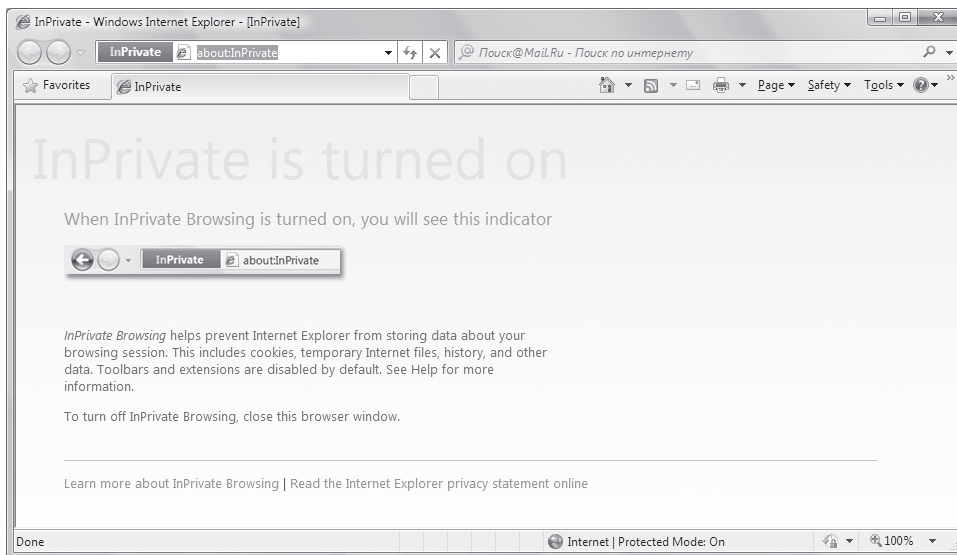 InPrivate - Windows Internet Explorer - [InPrivate]
InPrivate about:InPrivate Поиск@Mail.Ru - Поиск по интернету
Favorites InPrivate Page Safety Tools
InPrivate is turned on
When InPrivate Browsing is turned on, you will see this indicator
InPrivate about:InPrivate
InPrivate Browsing helps prevent Internet Explorer from storing data about your
browsing session. This includes cookies, temporary Internet files, history, and other
data. Toolbars and extensions are disabled by default. See Help for more
information.
To turn off InPrivate Browsing, close this browser window.
Learn more about InPrivate Browsing | Read the Internet Explorer privacy statement online
Done Internet | Protected Mode: On 100%